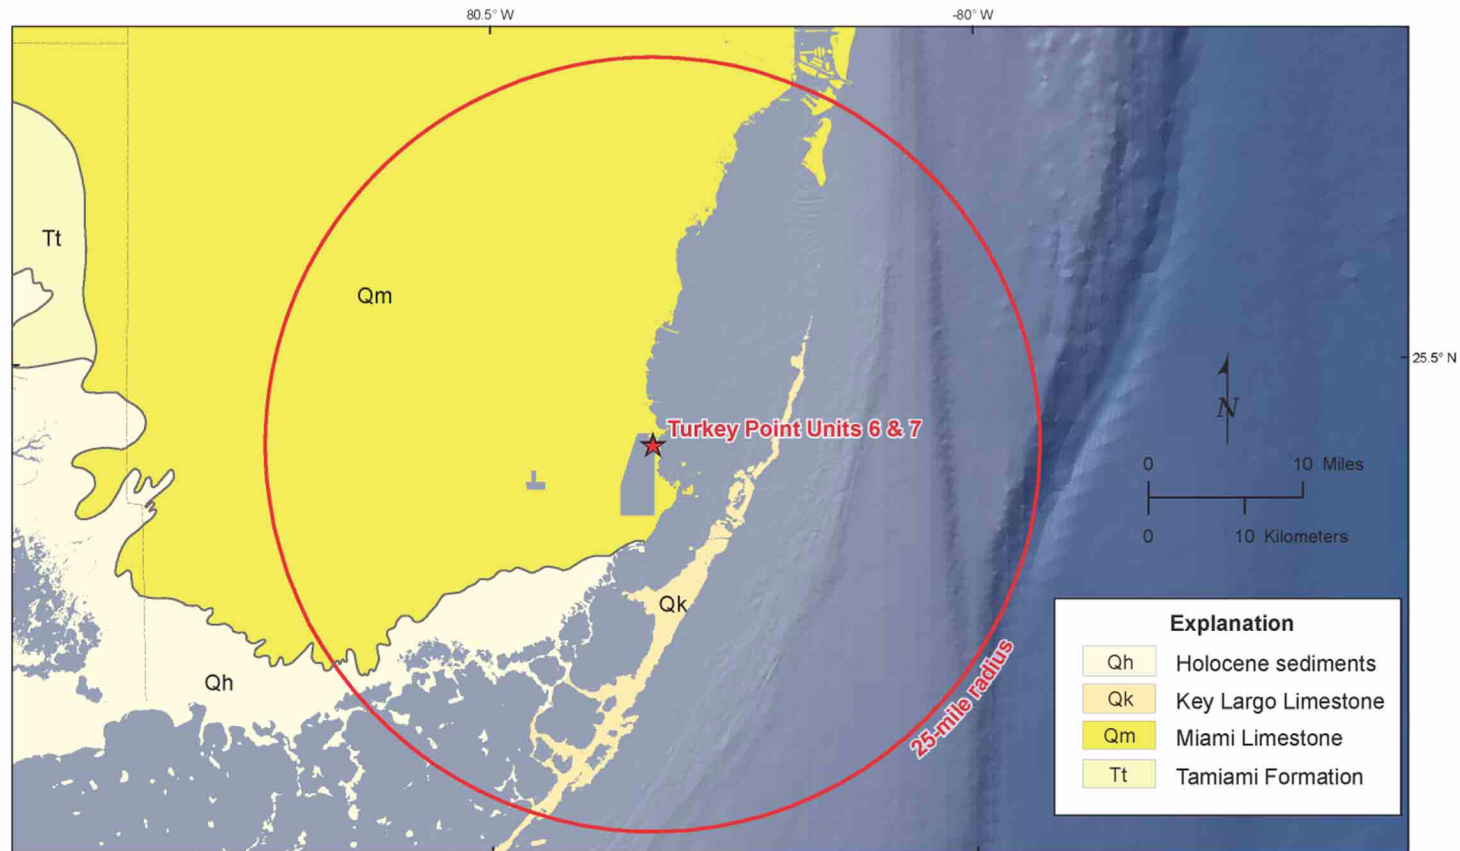 80.5° W
-80° W
Tt
Qm
25.5° N
N
Turkey Point Units 6 & 7
0 10 Miles
0 10 Kilometers
Qk
Qh
25-mile radius
Explanation
Qh Holocene sediments
Qk Key Largo Limestone
Qm Miami Limestone
Tt Tamiami Formation